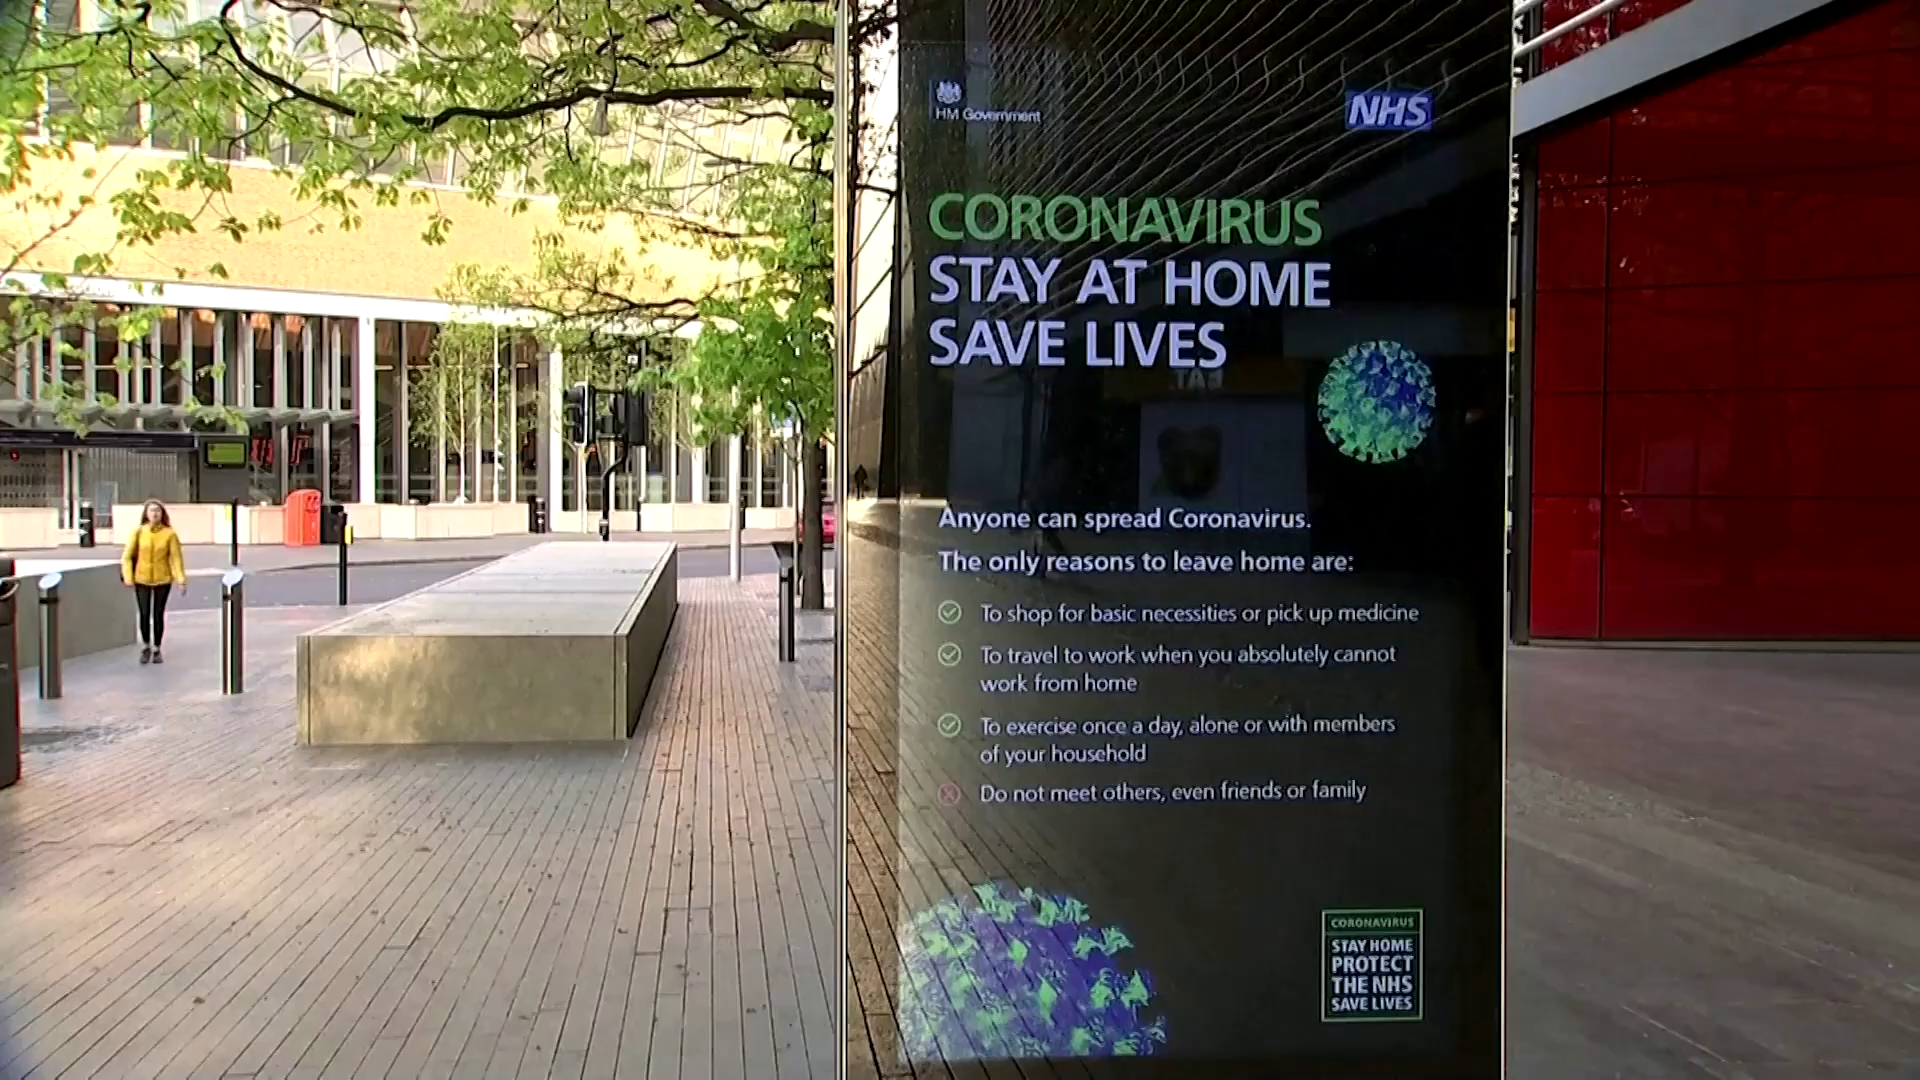 HM Government
NHS
CORONAVIRUS
STAY AT HOME
SAVE LIVES
Anyone can spread Coronavirus.
The only reasons to leave home are:
To shop for basic necessities or pick up medicine
To travel to work when you absolutely cannot
work from home
To exercise once a day, alone or with members
of your household
Do not meet others, even friends or family
CORONAVIRUS
STAY HOME
PROTECT
THE NHS
SAVE LIVES